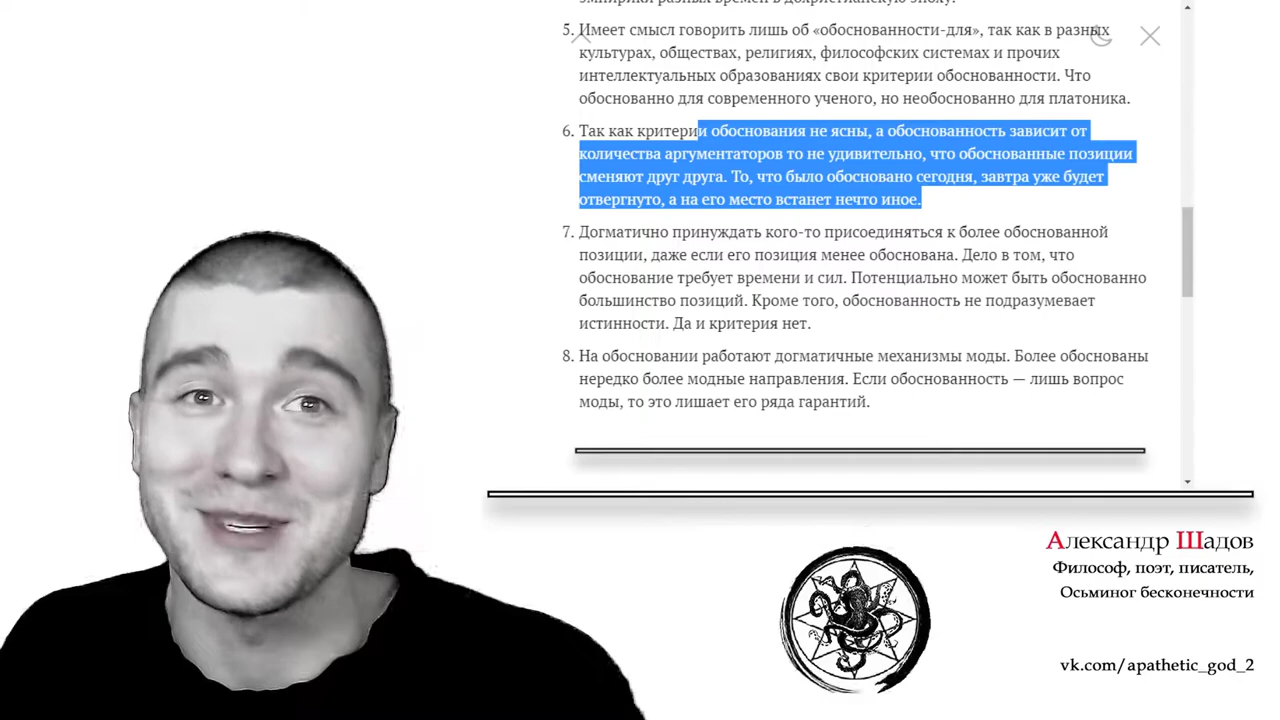 эмпирики разных времен в дохристианскую эпоху.
5. Имеет смысл говорить лишь об «обоснованности-для», так как в разных
культурах, обществах, религиях, философских системах и прочих
интеллектуальных образованиях свои критерии обоснованности. Что
обоснованно для современного ученого, но необоснованно для платоника.
6. Так как критерии обоснования не ясны, а обоснованность зависит от
количества аргументаторов то не удивительно, что обоснованные позиции
сменяют друг друга. То, что было обосновано сегодня, завтра уже будет
отвергнуто, а на его место встанет нечто иное.
7. Догматично принуждать кого-то присоединяться к более обоснованной
позиции, даже если его позиция менее обоснована. Дело в том, что
обоснование требует времени и сил. Потенциально может быть обоснованно
большинство позиций. Кроме того, обоснованность не подразумевает
истинности. Да и критерия нет.
8. На обосновании работают догматичные механизмы моды. Более обоснованы
нередко более модные направления. Если обоснованность — лишь вопрос
моды, то это лишает его ряда гарантий.
Александр Шадов
Философ, поэт, писатель,
Осьминог бесконечности
vk.com/apathetic_god_2